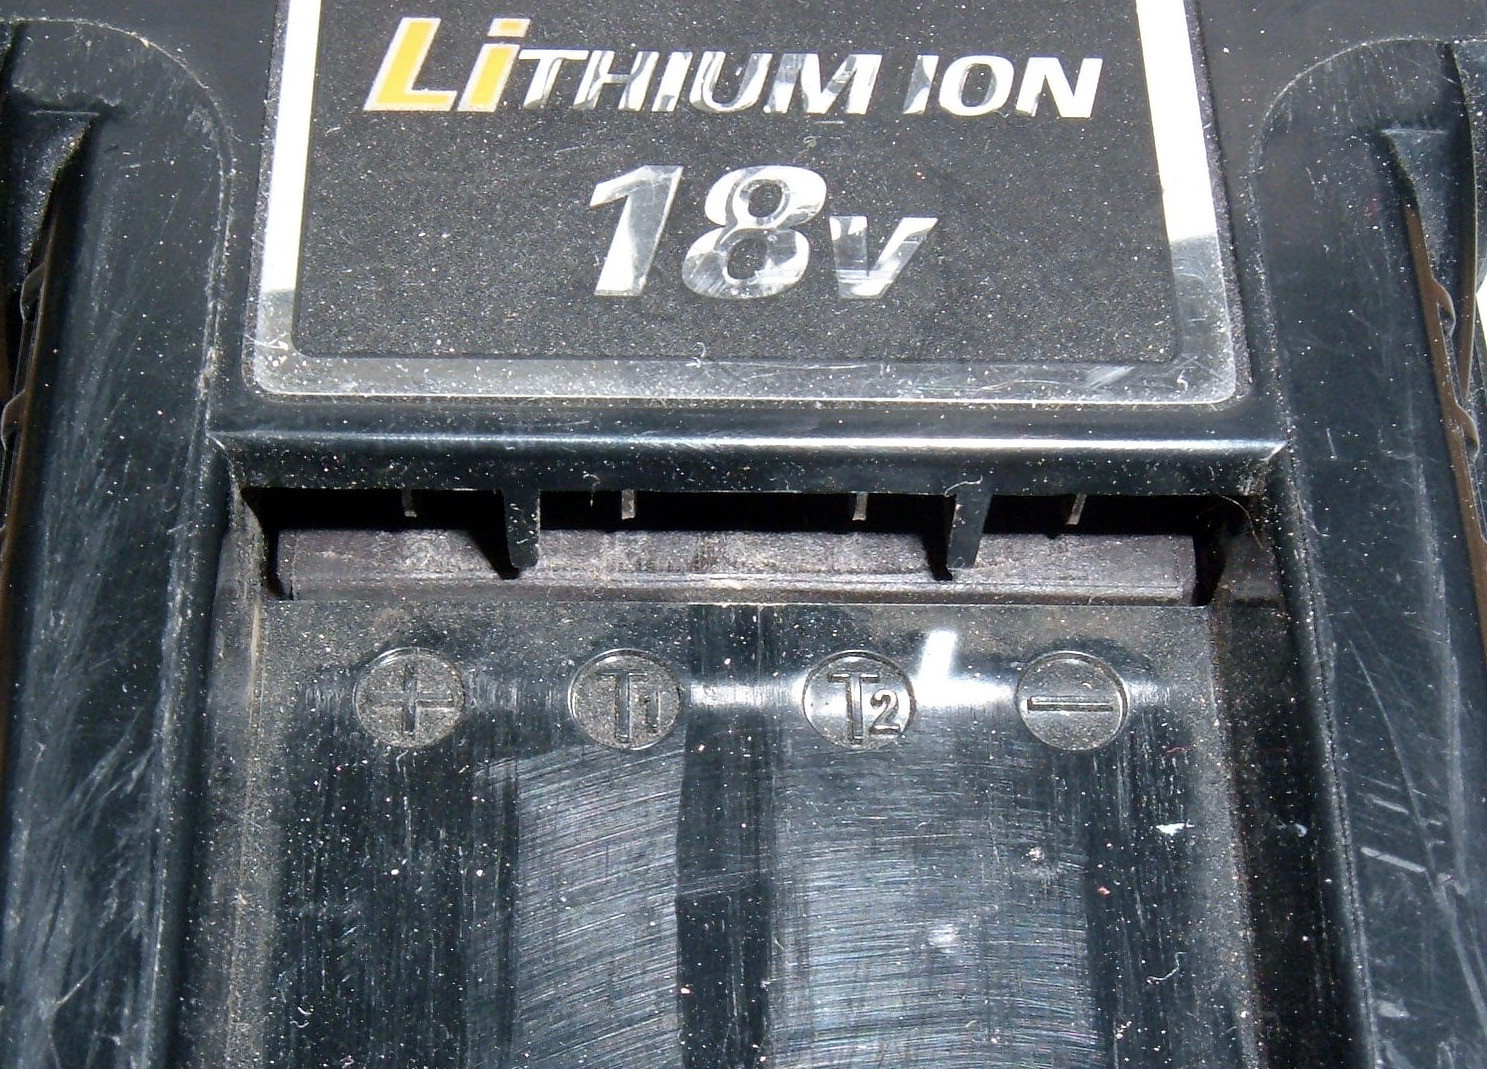 LiTHIUM ION
18V
+ T1 T2 −